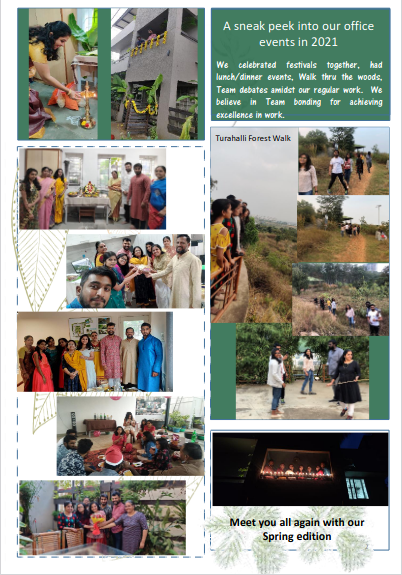 A sneak peek into our office
events in 2021
We celebrated festivals together, had
lunch/dinner events, Walk thru the woods,
Team debates amidst our regular work. We
believe in Team bonding for achieving
excellence in work.
Turahalli Forest Walk
Meet you all again with our
Spring edition